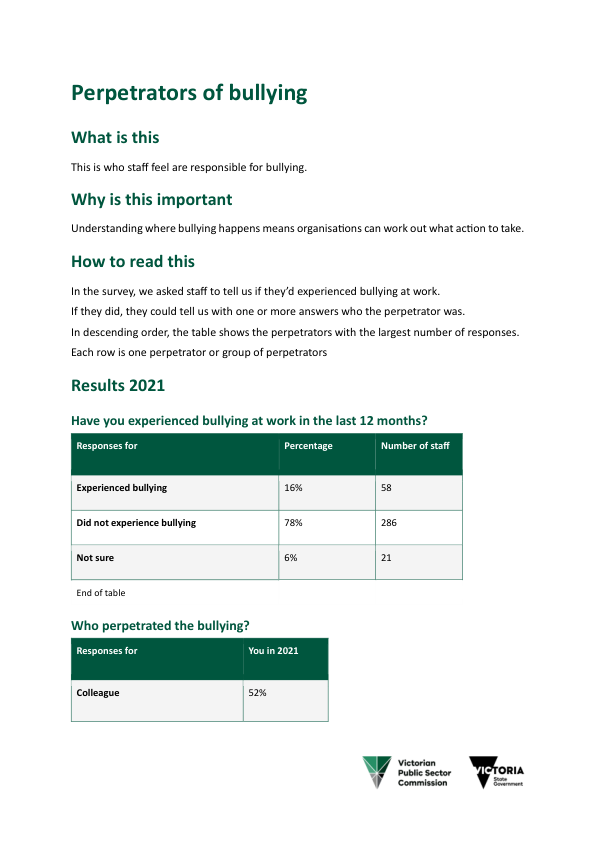 Perpetrators of bullying
What is this
This is who staff feel are responsible for bullying.
Why is this important
Understanding where bullying happens means organisations can work out what action to take.
How to read this
In the survey, we asked staff to tell us if they'd experienced bullying at work.
If they did, they could tell us with one or more answers who the perpetrator was.
In descending order, the table shows the perpetrators with the largest number of responses.
Each row is one perpetrator or group of perpetrators
Results 2021
Have you experienced bullying at work in the last 12 months?
Responses for Percentage Number of staff
Experienced bullying 16% 58
Did not experience bullying 78% 286
Not sure 6% 21
End of table
Who perpetrated the bullying?
Responses for You in 2021
Colleague 52%
Victorian
Public Sector
Commission
VICTORIA
State
Government